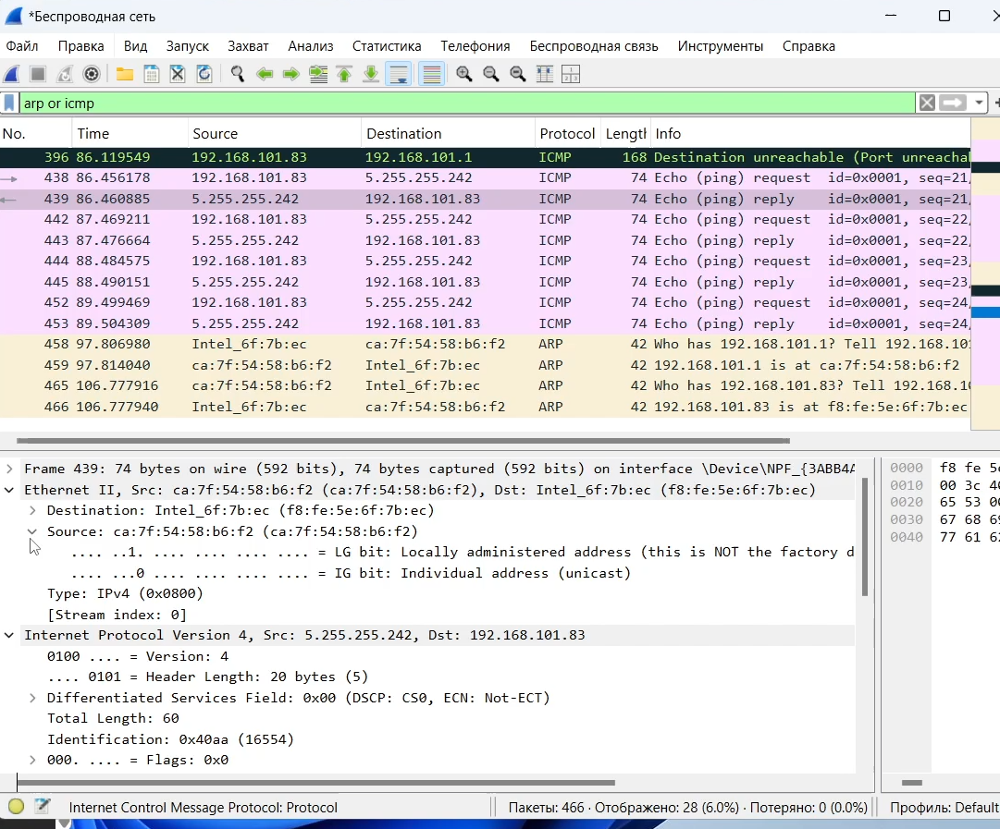 *Беспроводная сеть
Файл Правка Вид Запуск Захват Анализ Статистика Телефония Беспроводная связь Инструменты Справка
arp or icmp
No. Time Source Destination Protocol Length Info
396 86.119549 192.168.101.83 192.168.101.1 ICMP 168 Destination unreachable (Port unreachal
438 86.456178 192.168.101.83 5.255.255.242 ICMP 74 Echo (ping) request id=0x0001, seq=21,
439 86.460885 5.255.255.242 192.168.101.83 ICMP 74 Echo (ping) reply id=0x0001, seq=21,
442 87.469211 192.168.101.83 5.255.255.242 ICMP 74 Echo (ping) request id=0x0001, seq=22,
443 87.476664 5.255.255.242 192.168.101.83 ICMP 74 Echo (ping) reply id=0x0001, seq=22,
444 88.484575 192.168.101.83 5.255.255.242 ICMP 74 Echo (ping) request id=0x0001, seq=23,
445 88.490151 5.255.255.242 192.168.101.83 ICMP 74 Echo (ping) reply id=0x0001, seq=23,
452 89.499469 192.168.101.83 5.255.255.242 ICMP 74 Echo (ping) request id=0x0001, seq=24,
453 89.504309 5.255.255.242 192.168.101.83 ICMP 74 Echo (ping) reply id=0x0001, seq=24,
458 97.806980 Intel_6f:7b:ec ca:7f:54:58:b6:f2 ARP 42 Who has 192.168.101.1? Tell 192.168.10
459 97.814040 ca:7f:54:58:b6:f2 Intel_6f:7b:ec ARP 42 192.168.101.1 is at ca:7f:54:58:b6:f2
465 106.777916 ca:7f:54:58:b6:f2 Intel_6f:7b:ec ARP 42 Who has 192.168.101.83? Tell 192.168.1
466 106.777940 Intel_6f:7b:ec ca:7f:54:58:b6:f2 ARP 42 192.168.101.83 is at f8:fe:5e:6f:7b:ec
Frame 439: 74 bytes on wire (592 bits), 74 bytes captured (592 bits) on interface \Device\NPF_{3ABB4A
Ethernet II, Src: ca:7f:54:58:b6:f2 (ca:7f:54:58:b6:f2), Dst: Intel_6f:7b:ec (f8:fe:5e:6f:7b:ec)
Destination: Intel_6f:7b:ec (f8:fe:5e:6f:7b:ec)
Source: ca:7f:54:58:b6:f2 (ca:7f:54:58:b6:f2)
.... ..1. .... .... .... .... = LG bit: Locally administered address (this is NOT the factory d
.... ...0 .... .... .... .... = IG bit: Individual address (unicast)
Type: IPv4 (0x0800)
[Stream index: 0]
Internet Protocol Version 4, Src: 5.255.255.242, Dst: 192.168.101.83
0100 .... = Version: 4
.... 0101 = Header Length: 20 bytes (5)
Differentiated Services Field: 0x00 (DSCP: CS0, ECN: Not-ECT)
Total Length: 60
Identification: 0x40aa (16554)
000. .... = Flags: 0x0
0000 f8 fe 5e
0010 00 3c 40
0020 65 53 00
0030 67 68 69
0040 77 61 62
Internet Control Message Protocol: Protocol
Пакеты: 466 · Отображено: 28 (6.0%) · Потеряно: 0 (0.0%)
Профиль: Default